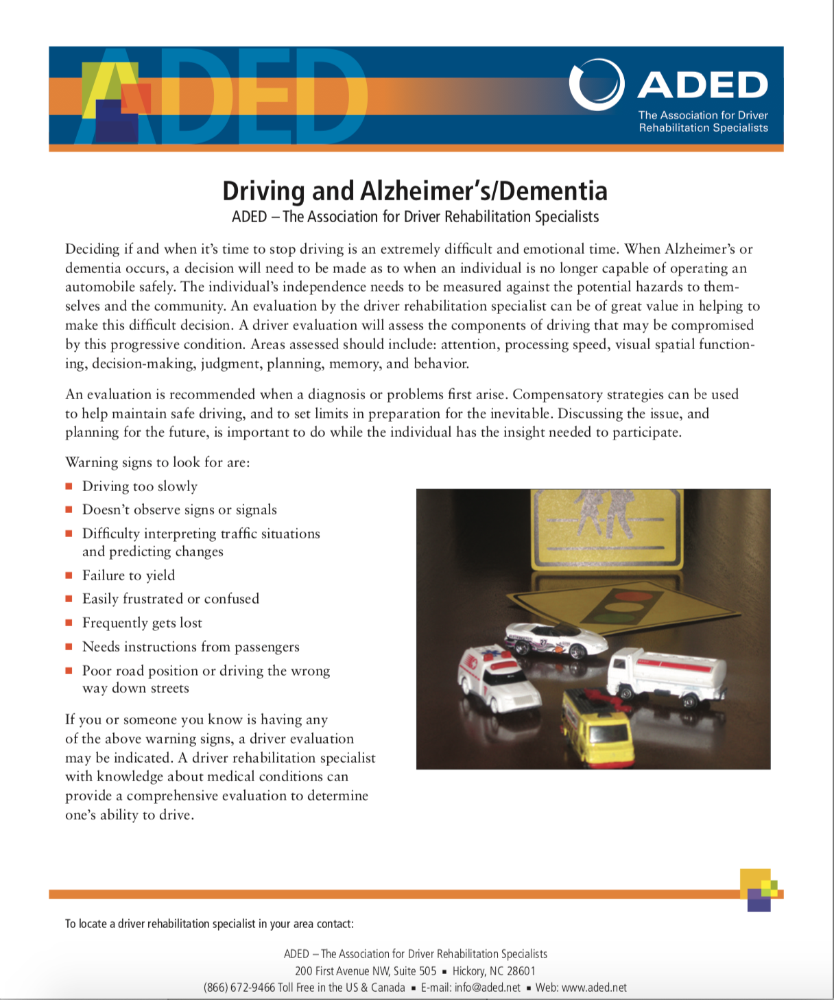 ADED
ADED
The Association for Driver
Rehabilitation Specialists
Driving and Alzheimer's/Dementia
ADED – The Association for Driver Rehabilitation Specialists
Deciding if and when it's time to stop driving is an extremely difficult and emotional time. When Alzheimer's or
dementia occurs, a decision will need to be made as to when an individual is no longer capable of operating an
automobile safely. The individual's independence needs to be measured against the potential hazards to them-
selves and the community. An evaluation by the driver rehabilitation specialist can be of great value in helping to
make this difficult decision. A driver evaluation will assess the components of driving that may be compromised
by this progressive condition. Areas assessed should include: attention, processing speed, visual spatial function-
ing, decision-making, judgment, planning, memory, and behavior.
An evaluation is recommended when a diagnosis or problems first arise. Compensatory strategies can be used
to help maintain safe driving, and to set limits in preparation for the inevitable. Discussing the issue, and
planning for the future, is important to do while the individual has the insight needed to participate.
Warning signs to look for are:
■ Driving too slowly
■ Doesn't observe signs or signals
■ Difficulty interpreting traffic situations
and predicting changes
■ Failure to yield
■ Easily frustrated or confused
■ Frequently gets lost
■ Needs instructions from passengers
■ Poor road position or driving the wrong
way down streets
27
If you or someone you know is having any
of the above warning signs, a driver evaluation
may be indicated. A driver rehabilitation specialist
with knowledge about medical conditions can
provide a comprehensive evaluation to determine
one's ability to drive.
To locate a driver rehabilitation specialist in your area contact:
ADED – The Association for Driver Rehabilitation Specialists
200 First Avenue NW, Suite 505 ■ Hickory, NC 28601
(866) 672-9466 Toll Free in the US & Canada ■ E-mail: info@aded.net ■ Web: www.aded.net